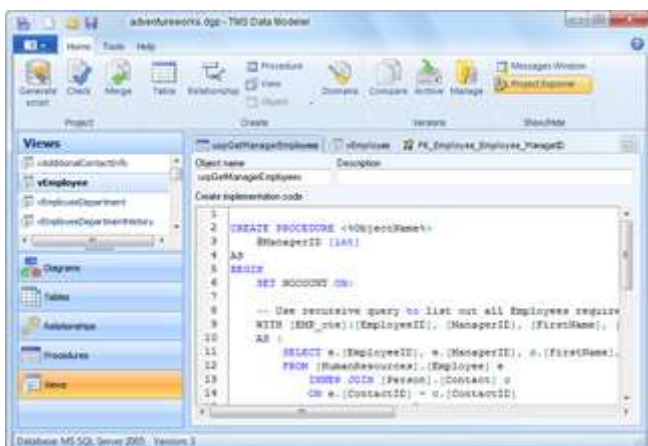 adventureworks.dgp - TMS Data Modeler
Home Tools Help
Generate script
Check
Merge
Table
Relationship
Procedure
View
Object
Domains
Compare
Archive
Manage
Messages Window
Project Explorer
Project
Create
Versions
Show/Hide
Views
vAdditionalContactInfo
vEmployee
vEmployeeDepartment
vEmployeeDepartmentHistory
Diagrams
Tables
Relationships
Procedures
Views
uspGetManagerEmployees
vEmployee
FK_Employee_Employee_ManagerID
Object name
Description
uspGetManagerEmployees
Create implementation code
1
2 CREATE PROCEDURE <%ObjectName%>
3 @ManagerID [int]
4 AS
5 BEGIN
6 SET NOCOUNT ON;
7
8 -- Use recursive query to list out all Employees require
9 WITH [EMP_cte]([EmployeeID], [ManagerID], [FirstName],
10 AS (
11 SELECT e.[EmployeeID], e.[ManagerID], c.[FirstName],
12 FROM [HumanResources].[Employee] e
13 INNER JOIN [Person].[Contact] c
14 ON e.[ContactID] = c.[ContactID]
Database: MS SQL Server 2005 Version: 3